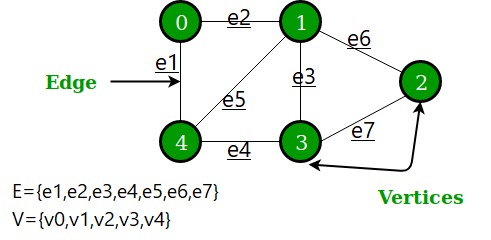 0
e2
1
e6
e1
Edge
e3
2
e5
e7
4
e4
3
E={e1,e2,e3,e4,e5,e6,e7}
Vertices
V={v0,v1,v2,v3,v4}